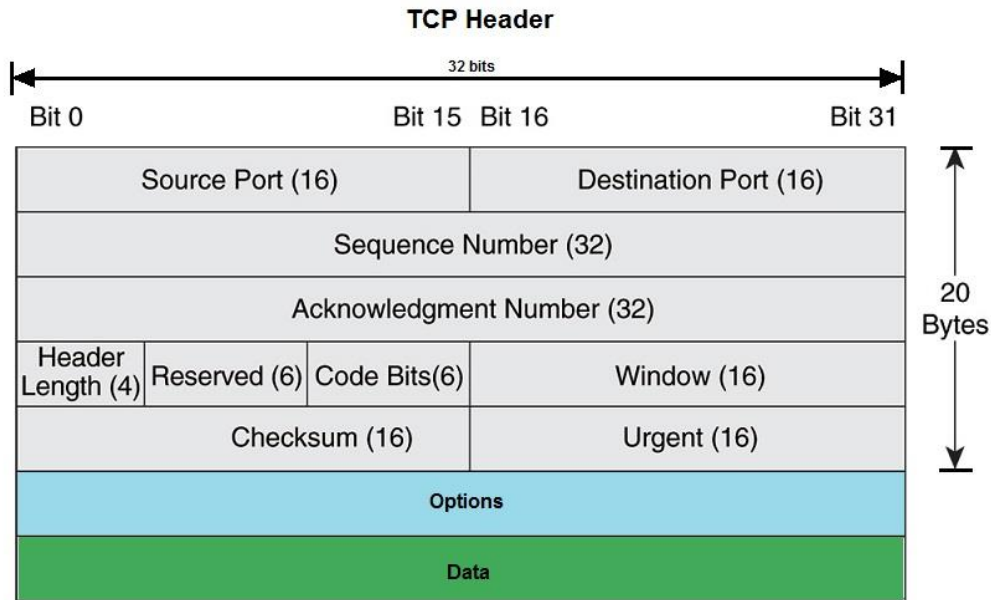 TCP Header
32 bits
Bit 0 Bit 15 Bit 16 Bit 31
Source Port (16) Destination Port (16)
Sequence Number (32)
Acknowledgment Number (32)
20
Bytes
Header
Length (4) Reserved (6) Code Bits(6) Window (16)
Checksum (16) Urgent (16)
Options
Data